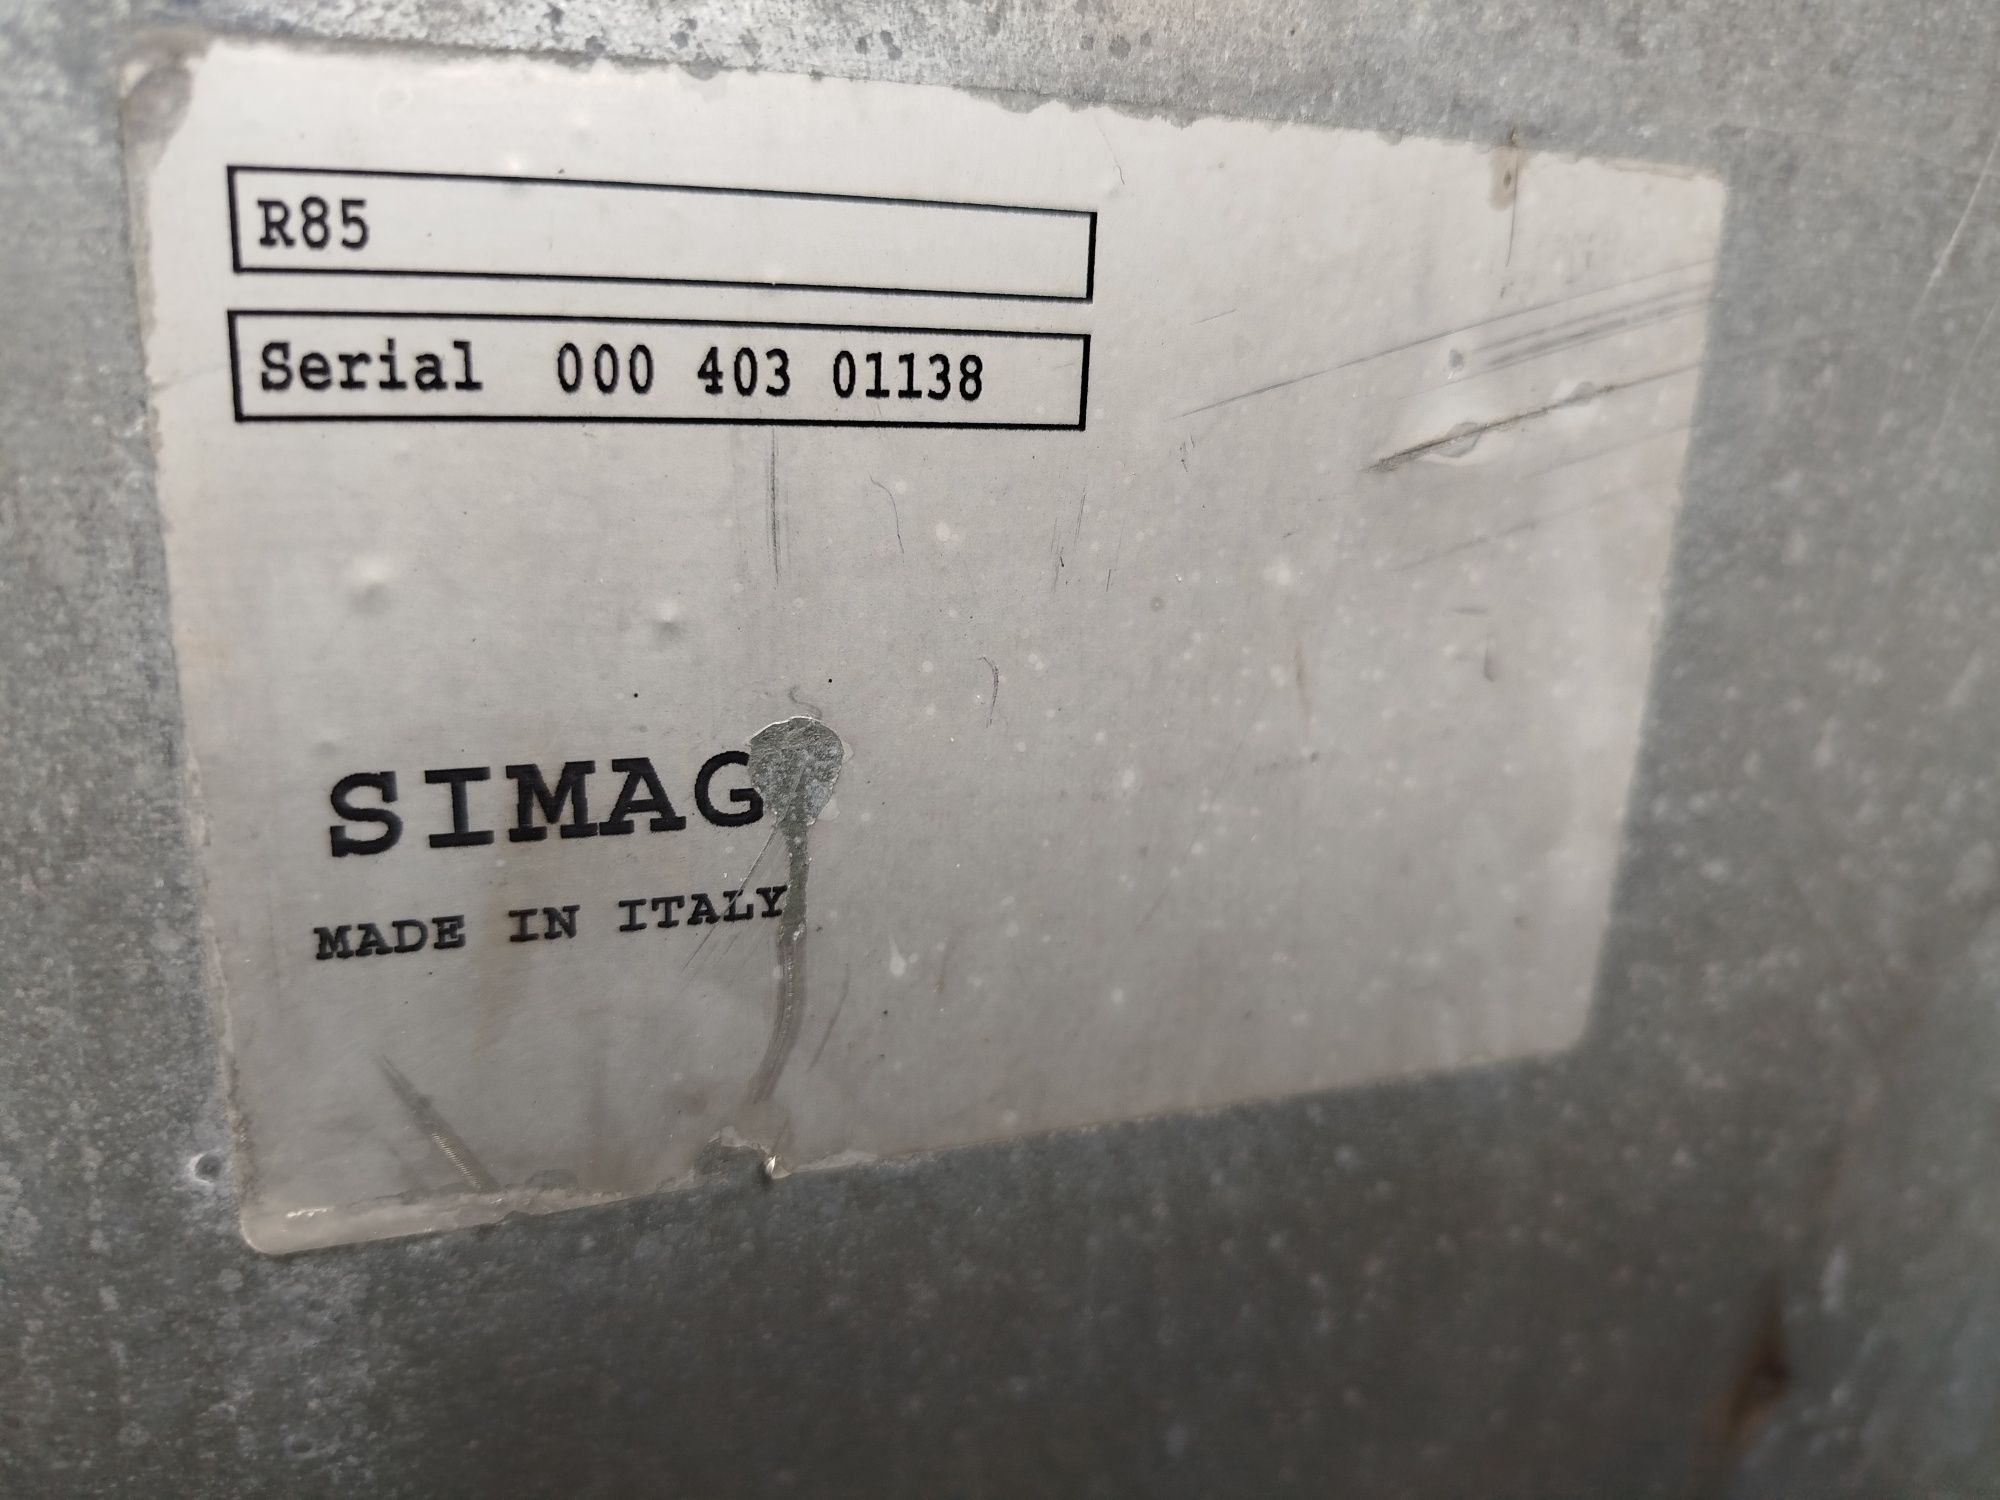 R85
Serial 000 403 01138
SIMAG
MADE IN ITALY